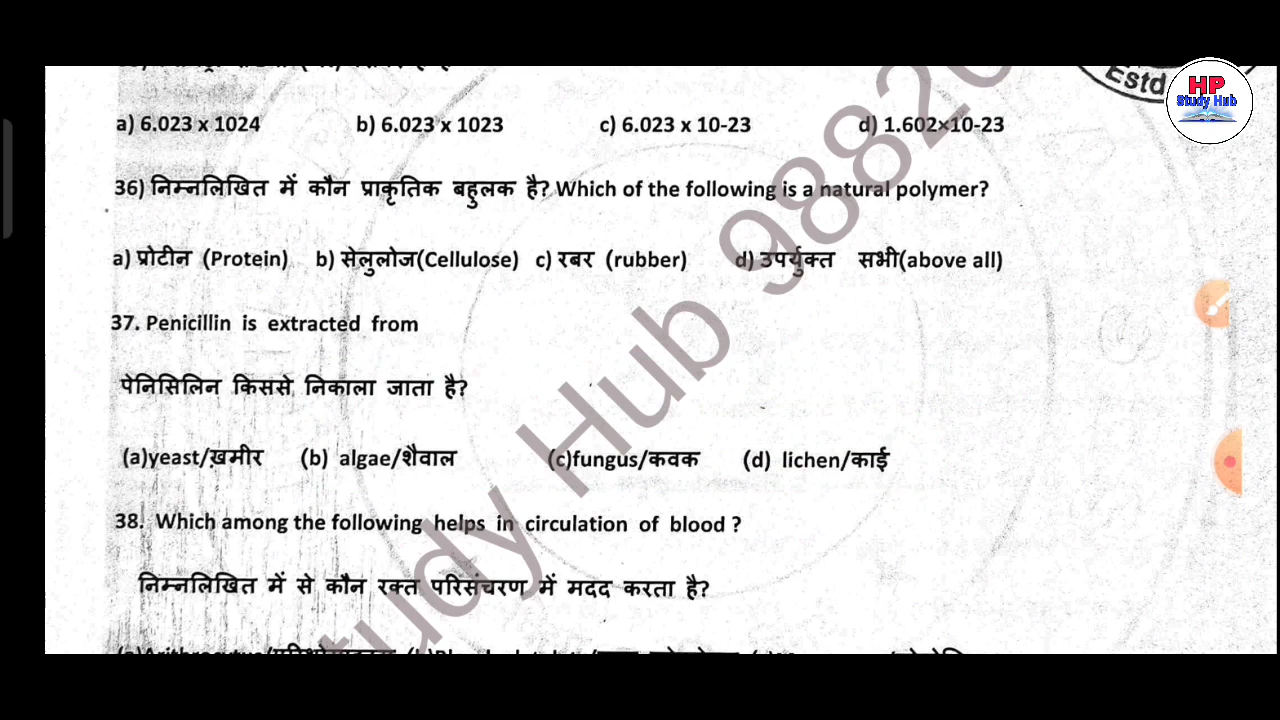 Estd
HP
Study Hub
a) 6.023 x 1024 b) 6.023 x 1023 c) 6.023 x 10-23 d) 1.602×10-23
36) निम्नलिखित में कौन प्राकृतिक बहुलक है? Which of the following is a natural polymer?
a) प्रोटीन (Protein) b) सेलुलोज(Cellulose) c) रबर (rubber) d) उपर्युक्त सभी(above all)
37. Penicillin is extracted from
पेनिसिलिन किससे निकाला जाता है?
(a)yeast/ख़मीर (b) algae/शैवाल (c)fungus/कवक (d) lichen/काई
38. Which among the following helps in circulation of blood ?
निम्नलिखित में से कौन रक्त परिसंचरण में मदद करता है?
tudy Hub 98820